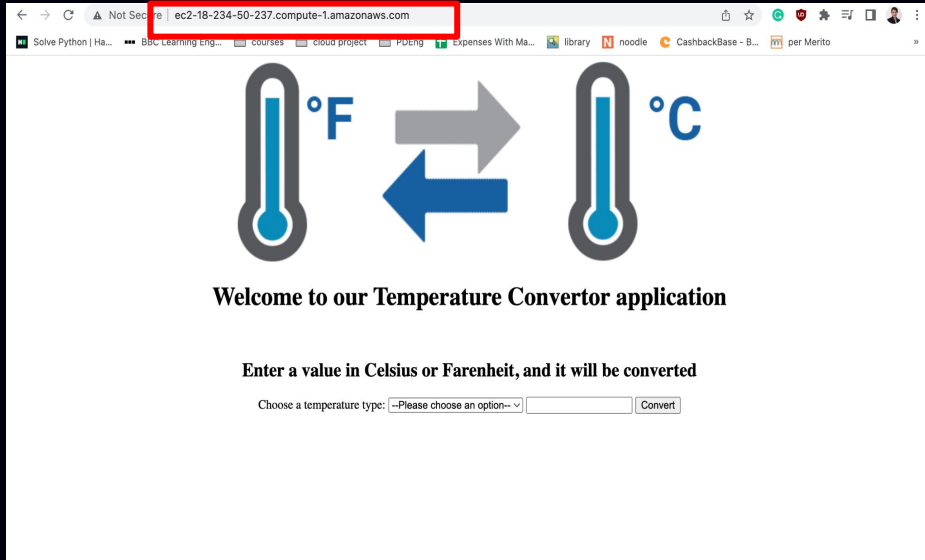 Not Secure | ec2-18-234-50-237.compute-1.amazonaws.com
Solve Python | Ha... BBC Learning Eng... courses cloud project PDEng Expenses With Ma... library noodle CashbackBase - B... per Merito »
°F °C
Welcome to our Temperature Convertor application
Enter a value in Celsius or Farenheit, and it will be converted
Choose a temperature type: --Please choose an option-- Convert